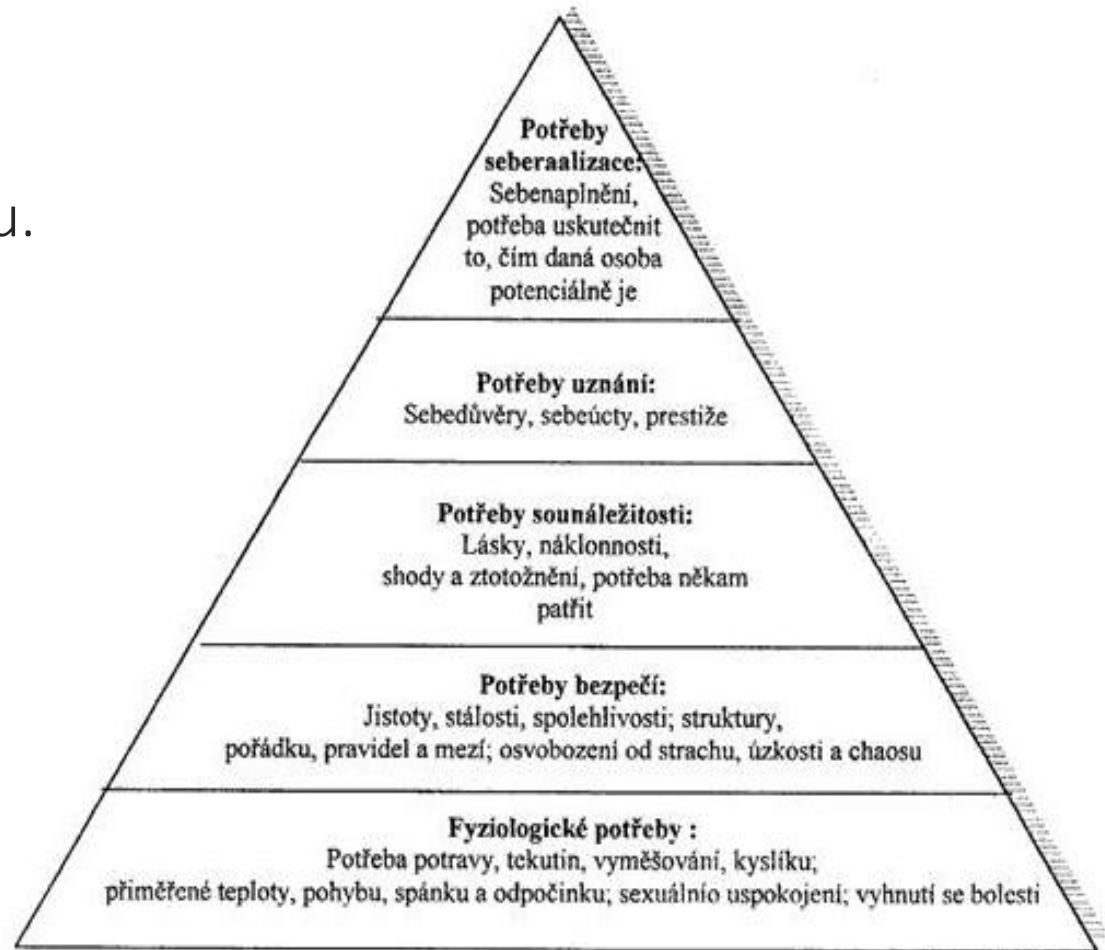 u.
Potřeby
seberaalizace:
Sebenaplnění,
potřeba uskutečnit
to, čím daná osoba
potenciálně je
Potřeby uznání:
Sebedůvěry, sebeúcty, prestiže
Potřeby sounáležitosti:
Lásky, náklonnosti,
shody a ztotožnění, potřeba někam
patřit
Potřeby bezpečí:
Jistoty, stálosti, spolehlivosti; struktury,
pořádku, pravidel a mezí; osvobození od strachu, úzkosti a chaosu
Fyziologické potřeby :
Potřeba potravy, tekutin, vyměšování, kyslíku;
přiměřené teploty, pohybu, spánku a odpočinku; sexuálnío uspokojení; vyhnutí se bolesti